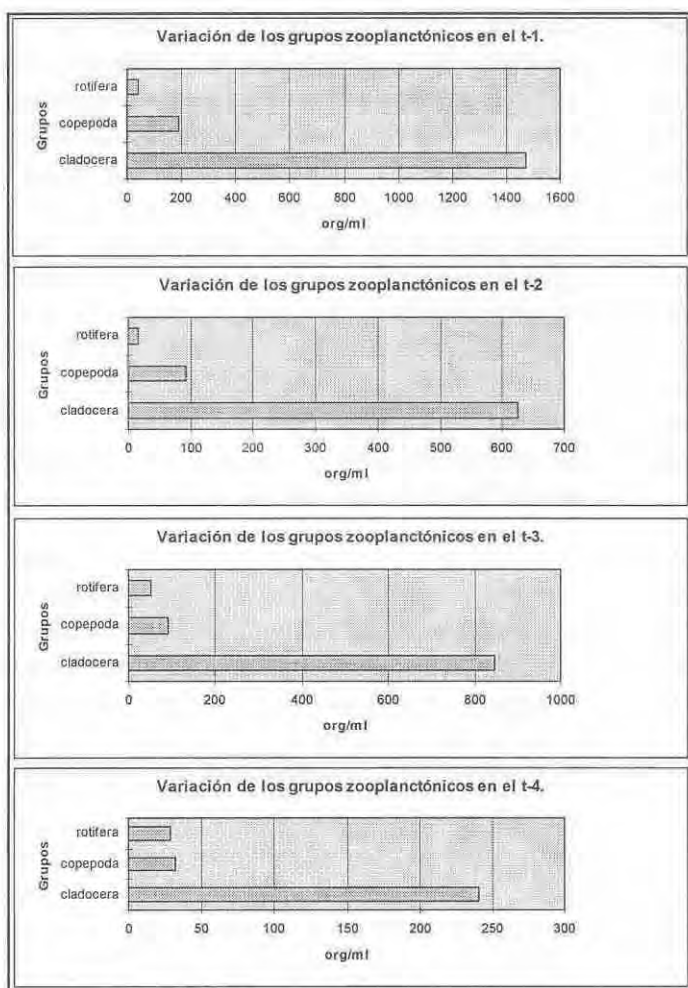 Variación de los grupos zooplanctónicos en el t-1.
Grupos
rotifera
copepoda
cladocera
0 200 400 600 800 1000 1200 1400 1600
org/ml
Variación de los grupos zooplanctónicos en el t-2
Grupos
rotifera
copepoda
cladocera
0 100 200 300 400 500 600 700
org/ml
Variación de los grupos zooplanctónicos en el t-3.
Grupos
rotifera
copepoda
cladocera
0 200 400 600 800 1000
org/ml
Variación de los grupos zooplanctónicos en el t-4.
Grupos
rotifera
copepoda
cladocera
0 50 100 150 200 250 300
org/ml